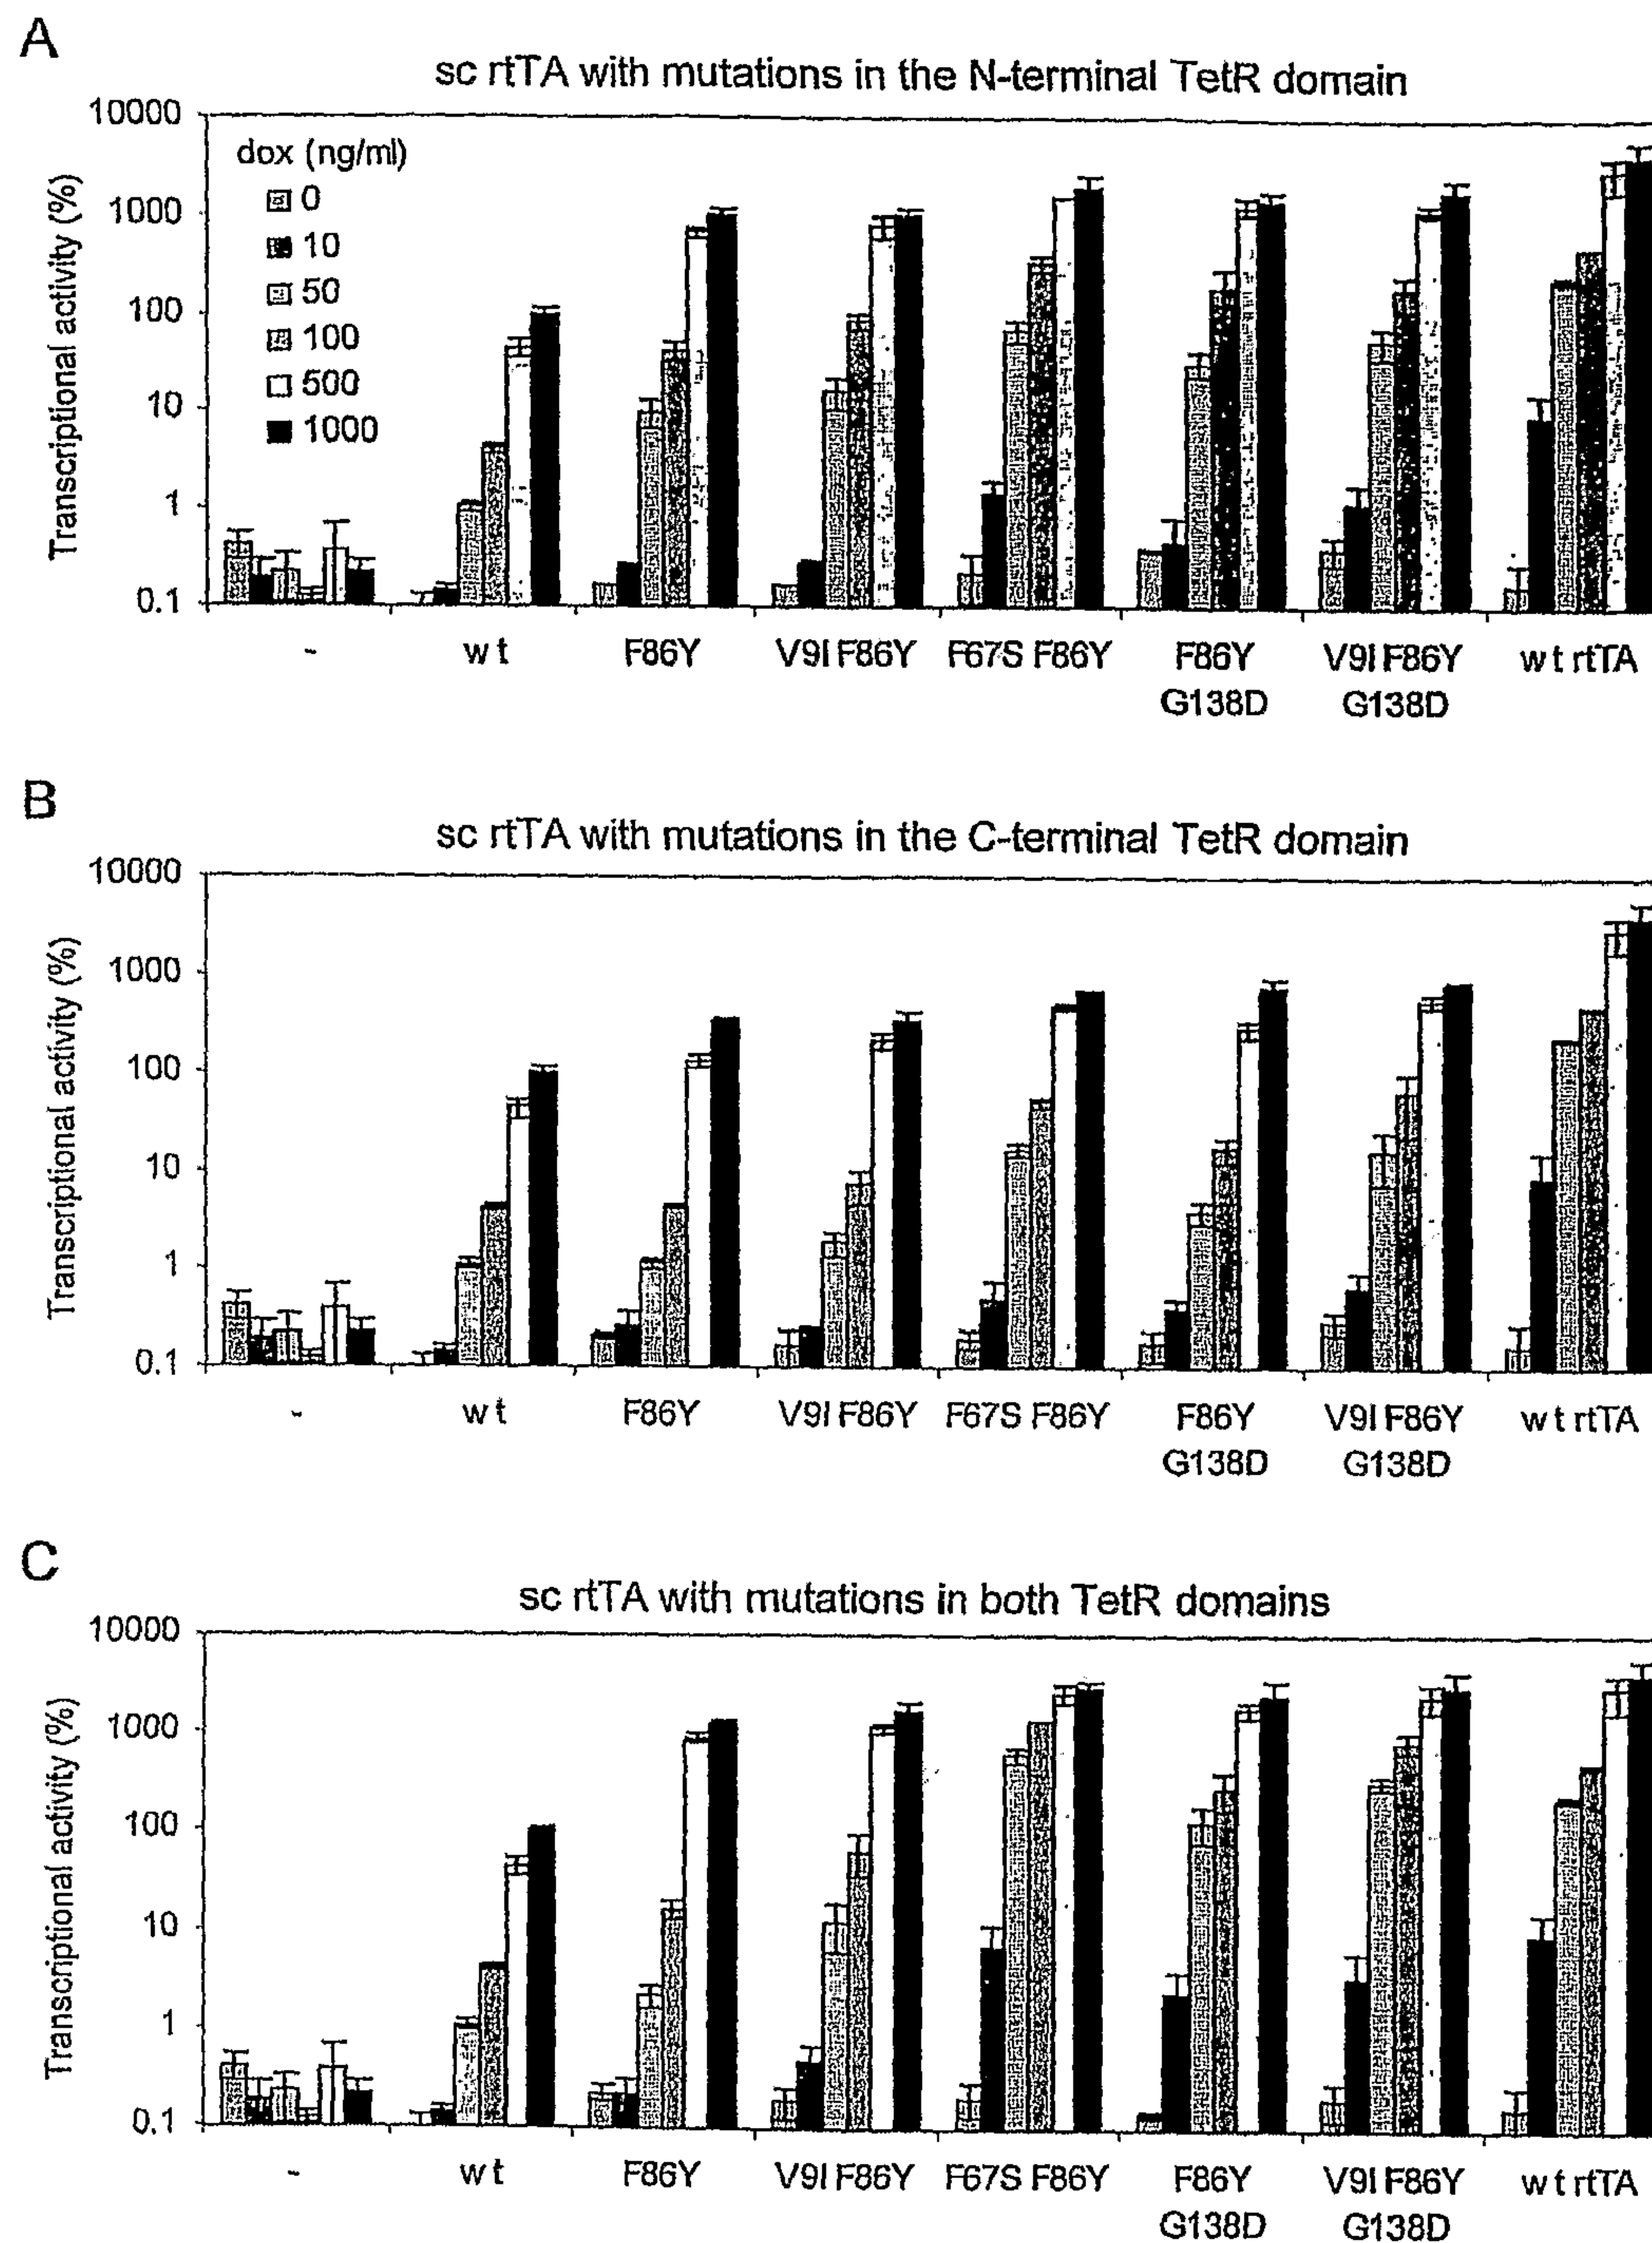 A
sc rtTA with mutations in the N-terminal TetR domain
Transcriptional activity (%)
10000
1000
100
10
1
0.1
dox (ng/ml)
0
10
50
100
500
1000
- wt F86Y V9I F86Y F67S F86Y F86Y V9I F86Y wt rtTA
G138D G138D
B
sc rtTA with mutations in the C-terminal TetR domain
Transcriptional activity (%)
10000
1000
100
10
1
0.1
- wt F86Y V9I F86Y F67S F86Y F86Y V9I F86Y wt rtTA
G138D G138D
C
sc rtTA with mutations in both TetR domains
Transcriptional activity (%)
10000
1000
100
10
1
0.1
- wt F86Y V9I F86Y F67S F86Y F86Y V9I F86Y wt rtTA
G138D G138D